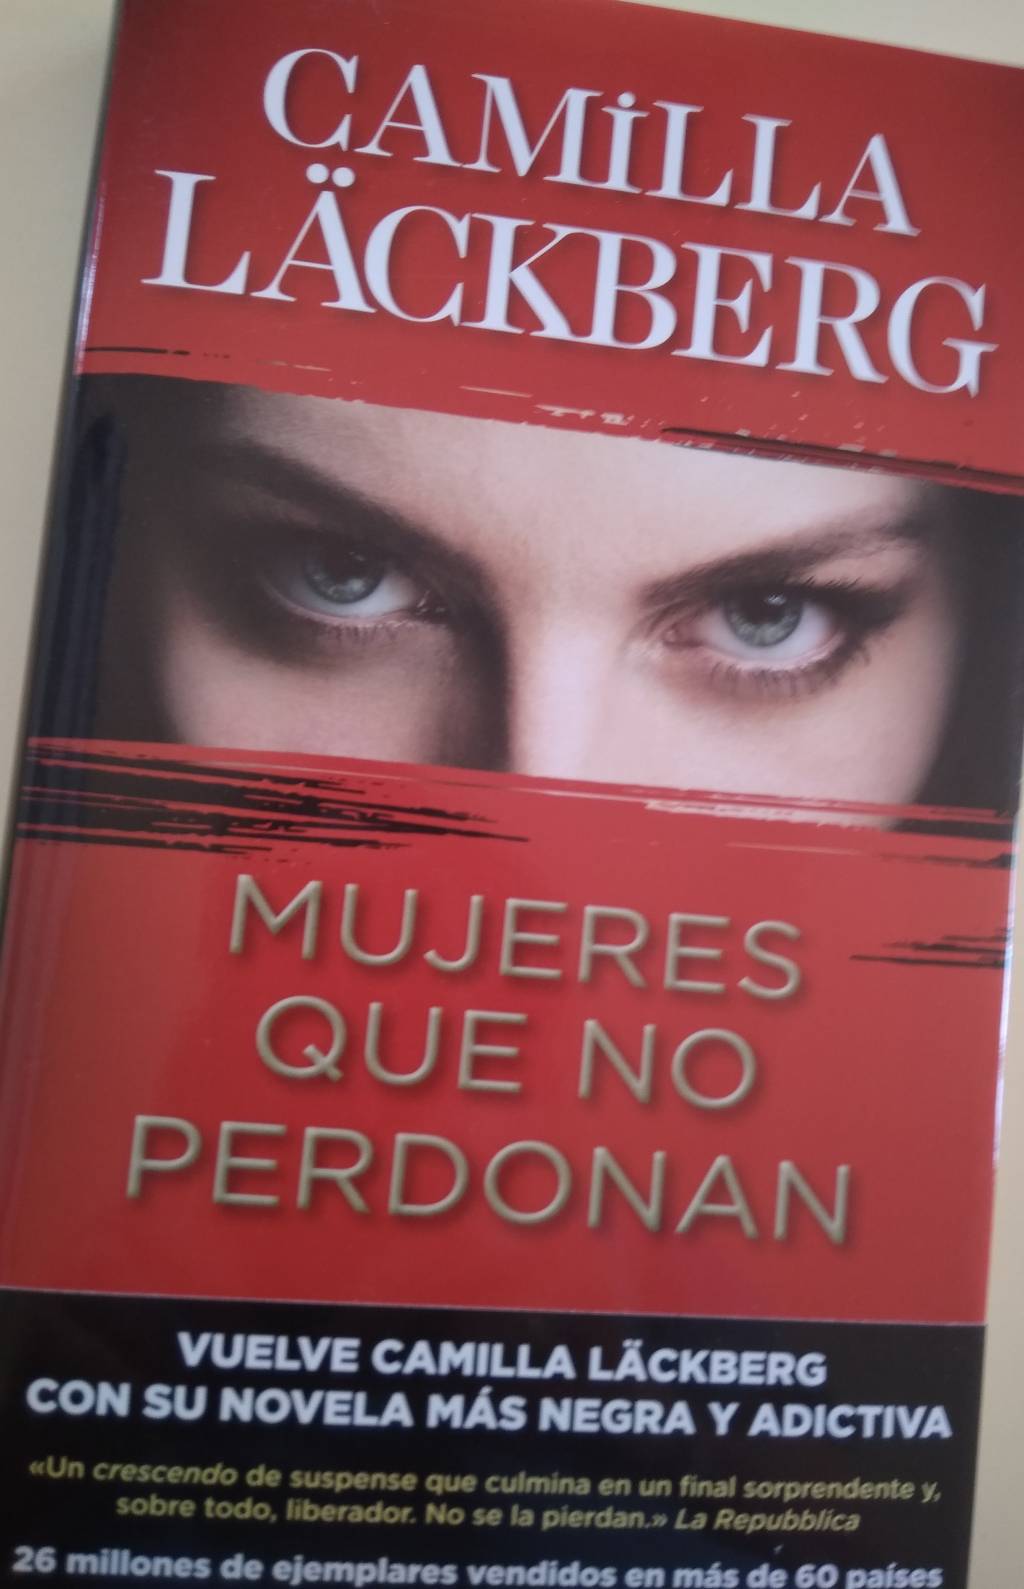 CAMİLLA
LÄCKBERG
MUJERES
QUE NO
PERDONAN
VUELVE CAMILLA LÄCKBERG
CON SU NOVELA MÁS NEGRA Y ADICTIVA
«Un crescendo de suspense que culmina en un final sorprendente y,
sobre todo, liberador. No se la pierdan.» La Repubblica
26 millones de ejemplares vendidos en más de 60 países